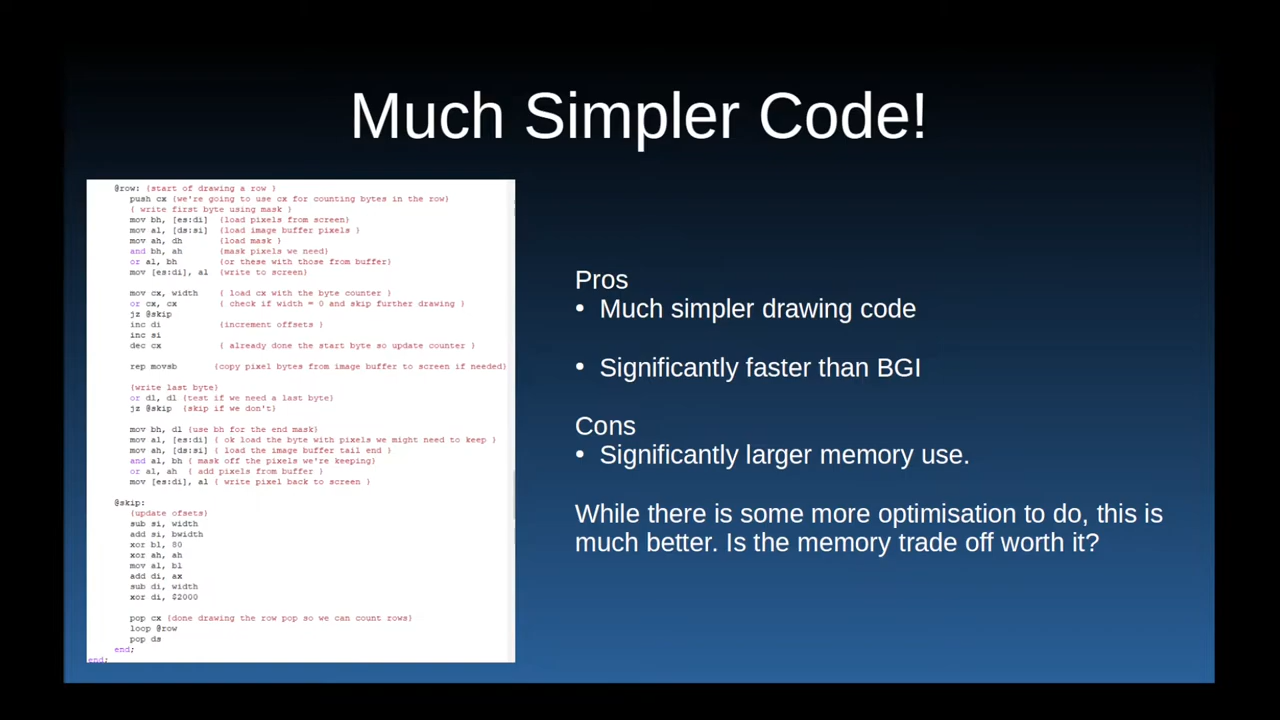 Much Simpler Code!
@row: (start of drawing a row )
push cx (we're going to use cx for counting bytes in the row)
( write first byte using mask )
mov bh, [es:di] (load pixels from screen)
mov al, [ds:si] (load image buffer pixels )
mov ah, dh (load mask )
and bh, ah (mask pixels we need)
or al, bh (or these with those from buffer)
mov [es:di], al (write to screen)
mov cx, width ( load cx with the byte counter )
or cx, cx ( check if width = 0 and skip further drawing )
jz @skip
inc di (increment offsets )
inc si
dec cx ( already done the start byte so update counter )
rep movsb (copy pixel bytes from image buffer to screen if needed)
(write last byte)
or dl, dl (test if we need a last byte)
jz @skip (skip if we don't)
mov bh, dl (use bh for the end mask)
mov al, [es:di] ( ok load the byte with pixels we might need to keep )
mov ah, [ds:si] ( load the image buffer tail end )
and al, bh ( mask off the pixels we're keeping)
or al, ah ( add pixels from buffer )
mov [es:di], al ( write pixel back to screen )
@skip:
(update ofsets)
sub si, width
add si, bwidth
xor bl, 80
xor ah, ah
mov al, bl
add di, ax
sub di, width
xor di, $2000
pop cx (done drawing the row pop so we can count rows)
loop @row
pop ds
end;
end;
Pros
• Much simpler drawing code
• Significantly faster than BGI
Cons
• Significantly larger memory use.
While there is some more optimisation to do, this is
much better. Is the memory trade off worth it?